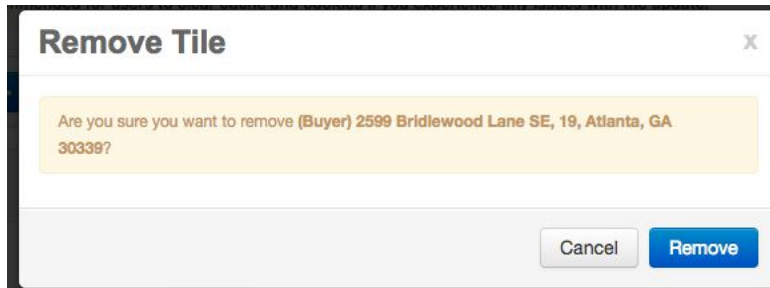 Remove Tile
x
Are you sure you want to remove (Buyer) 2599 Bridlewood Lane SE, 19, Atlanta, GA
30339?
Cancel
Remove